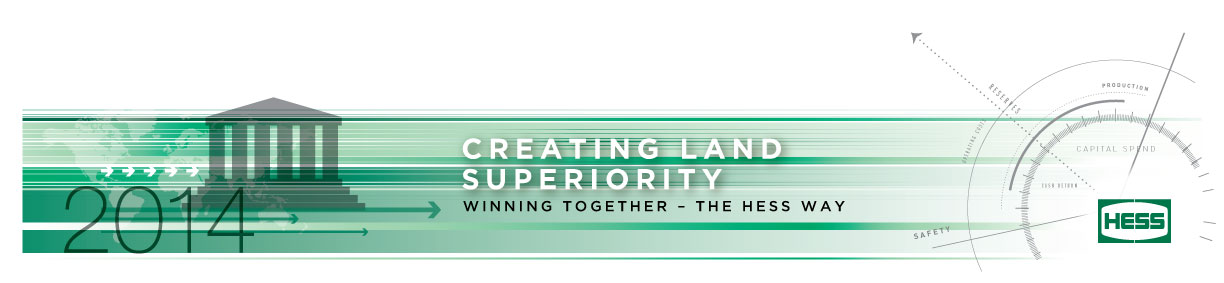 CREATING LAND
SUPERIORITY
WINNING TOGETHER – THE HESS WAY
2014
RESERVES
PRODUCTION
CAPITAL SPEND
SAFETY
HESS